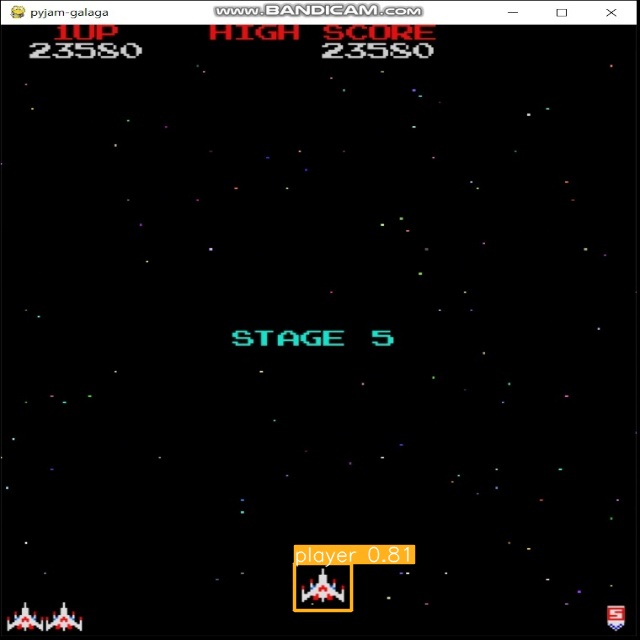 pyjam-galaga
www.BANDICAM.com
1UP HIGH SCORE
23580 23580
STAGE 5
player 0.81
5